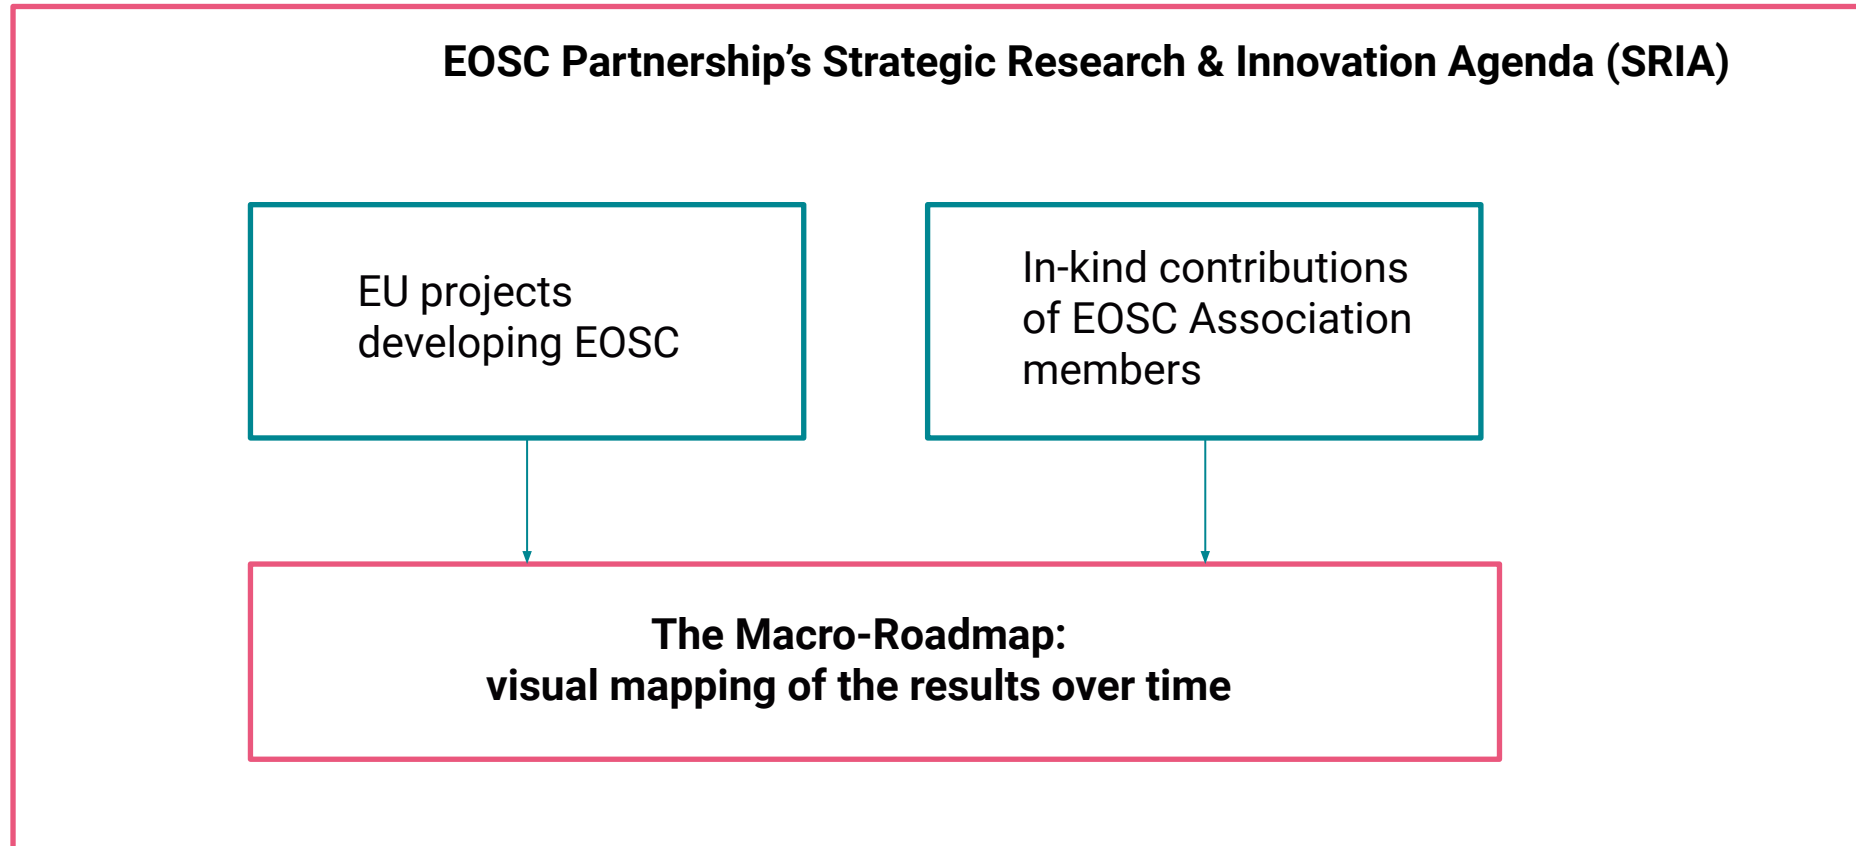 EOSC Partnership’s Strategic Research & Innovation Agenda (SRIA)
EU projects
developing EOSC
In-kind contributions
of EOSC Association
members
The Macro-Roadmap:
visual mapping of the results over time